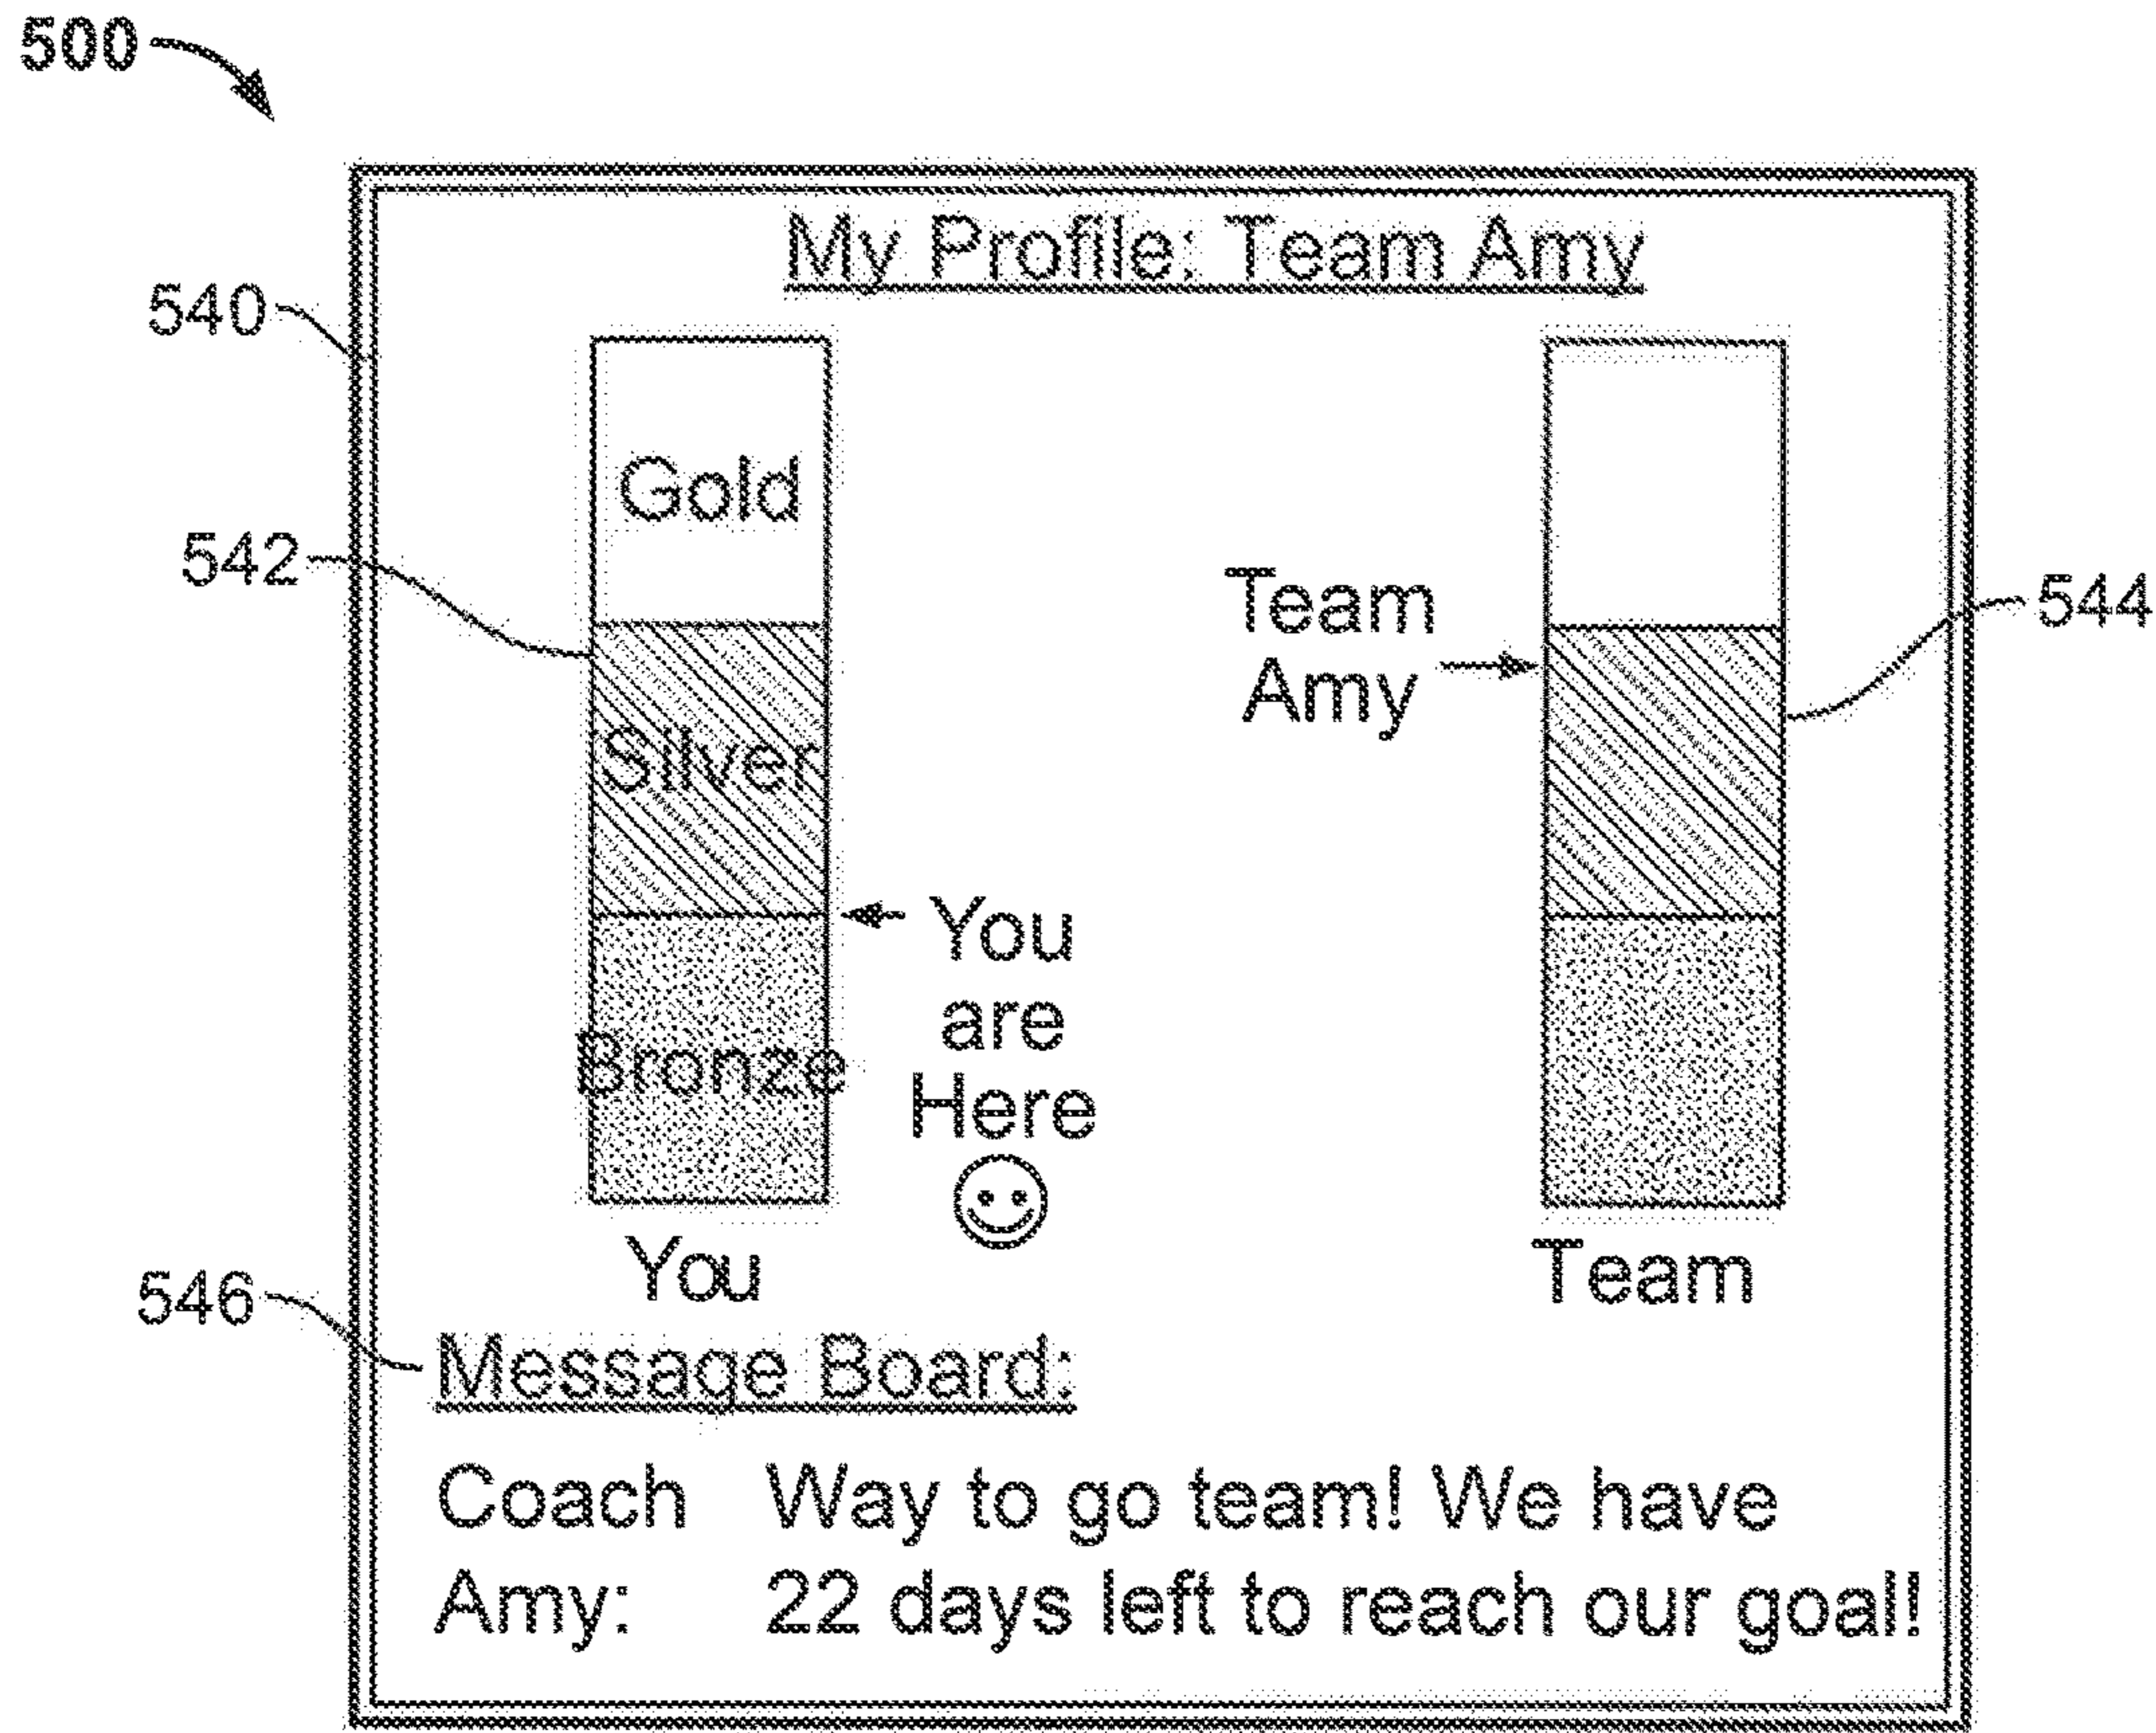 500
My Profile: Team Amy
540
Gold
542
Team
Amy
544
Silver
You
are
Here
Bronze
You
Team
546
Message Board:
Coach Way to go team! We have
Amy: 22 days left to reach our goal!